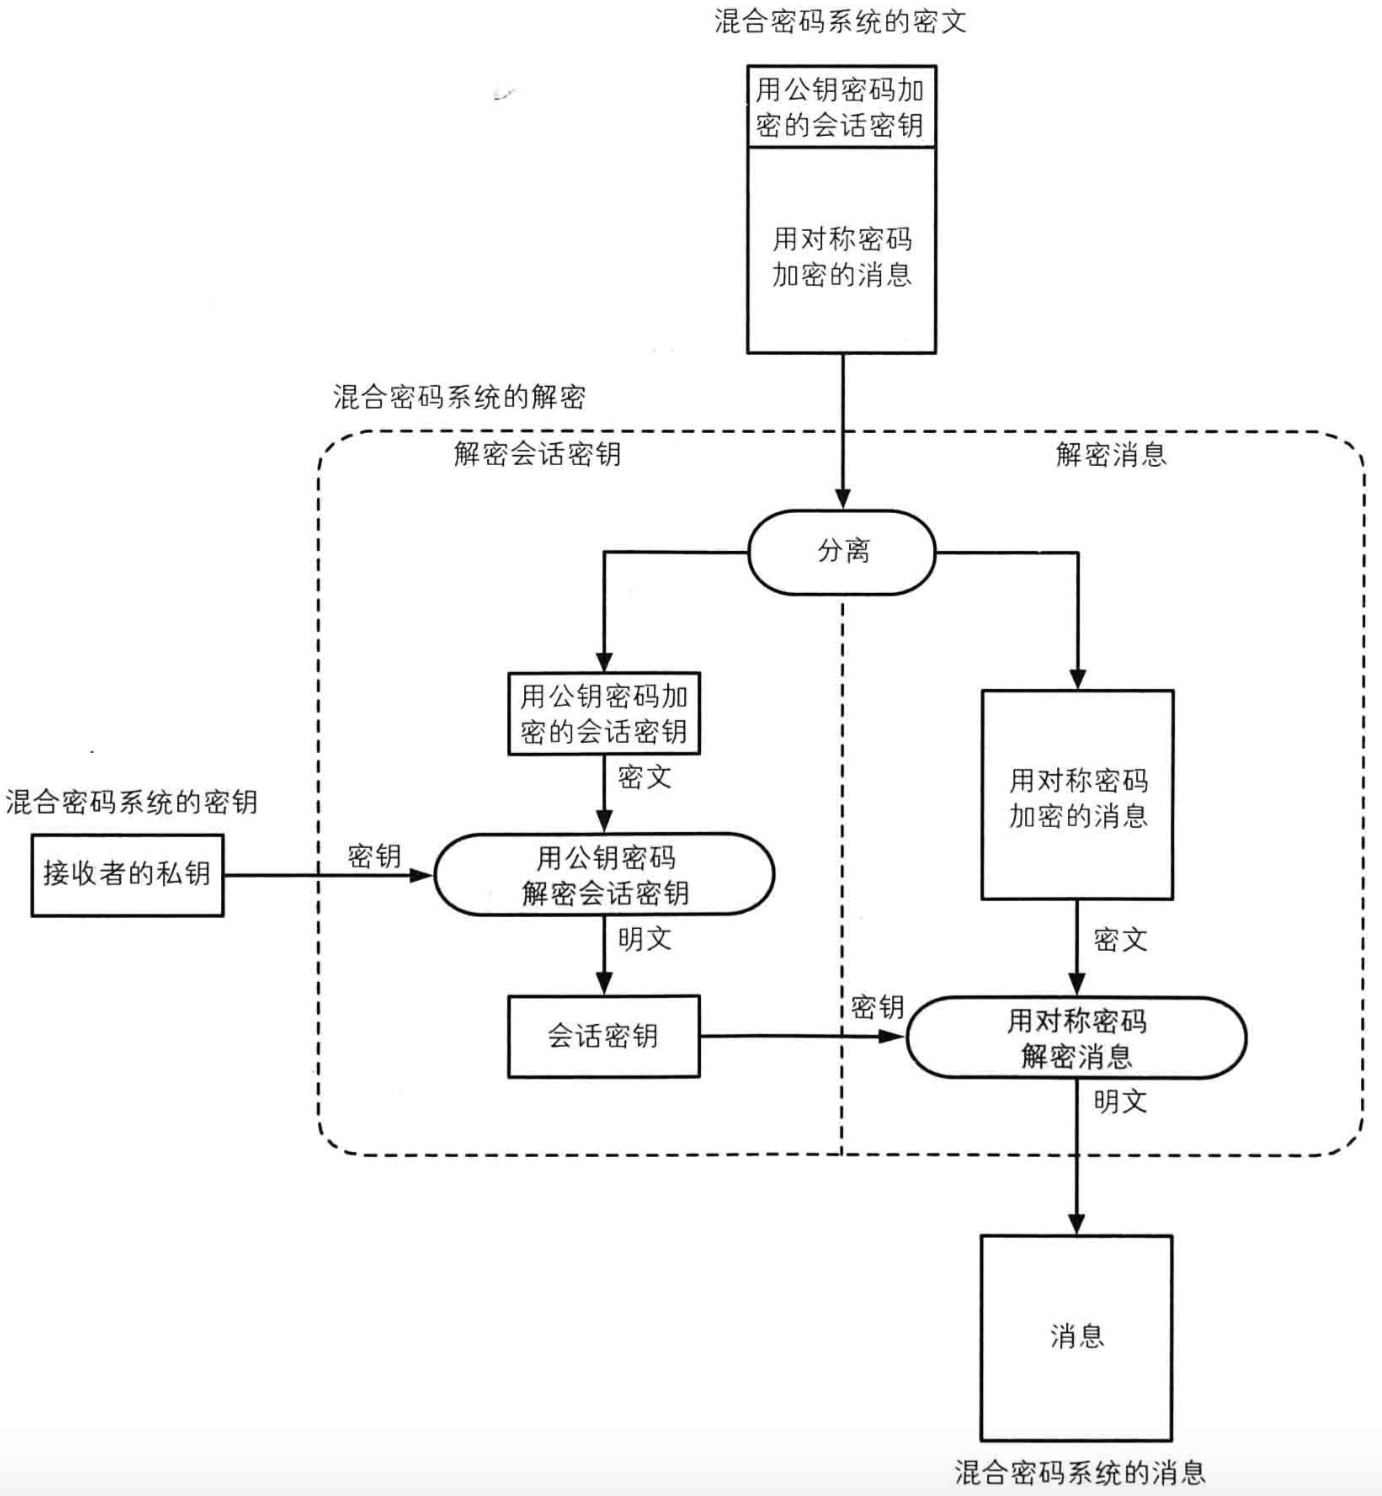 混合密码系统的密文
用公钥密码加
密的会话密钥
用对称密码
加密的消息
混合密码系统的解密
解密会话密钥
解密消息
分离
用公钥密码加
密的会话密钥
密文
用对称密码
加密的消息
混合密码系统的密钥
接收者的私钥
密钥
用公钥密码
解密会话密钥
明文
密文
会话密钥
密钥
用对称密码
解密消息
明文
消息
混合密码系统的消息